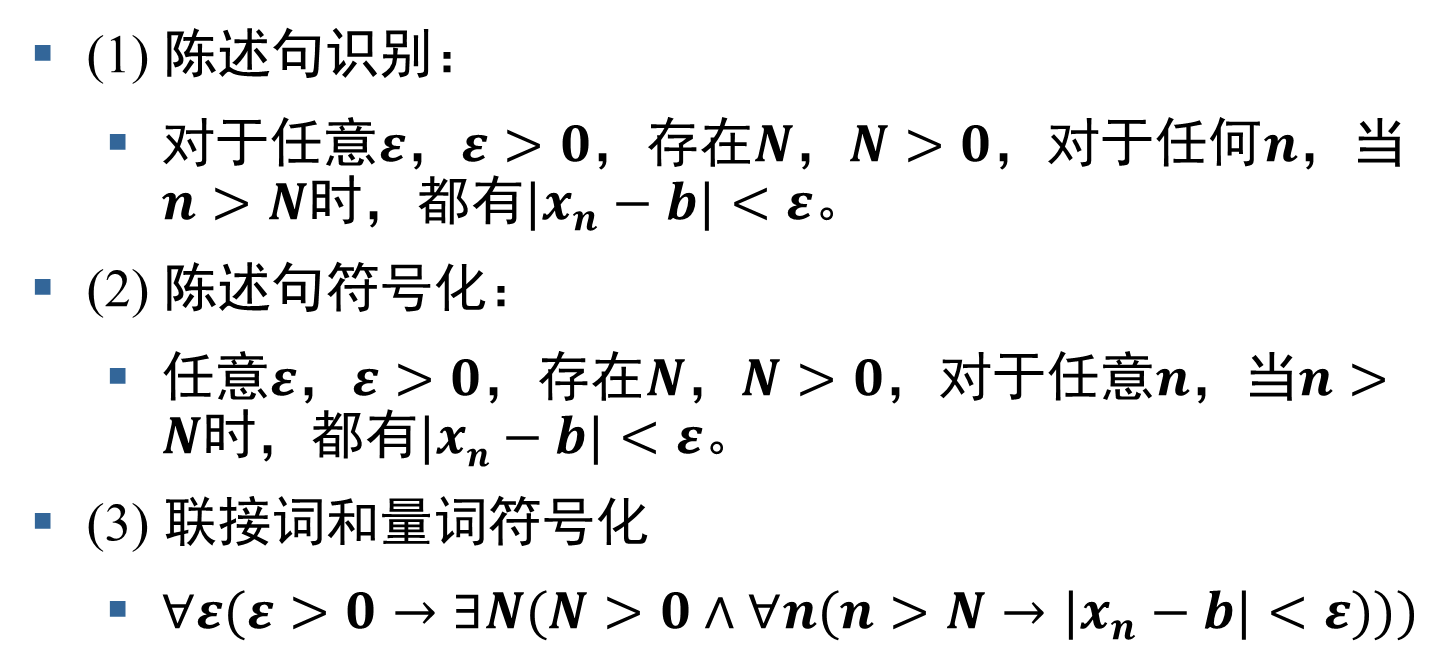 (1) 陈述句识别：
对于任意ε，ε > 0，存在N，N > 0，对于任何n，当
n > N时，都有|xₙ − b| < ε。
(2) 陈述句符号化：
任意ε，ε > 0，存在N，N > 0，对于任意n，当n >
N时，都有|xₙ − b| < ε。
(3) 联接词和量词符号化
∀ε(ε > 0 → ∃N(N > 0 ∧ ∀n(n > N → |xₙ − b| < ε)))